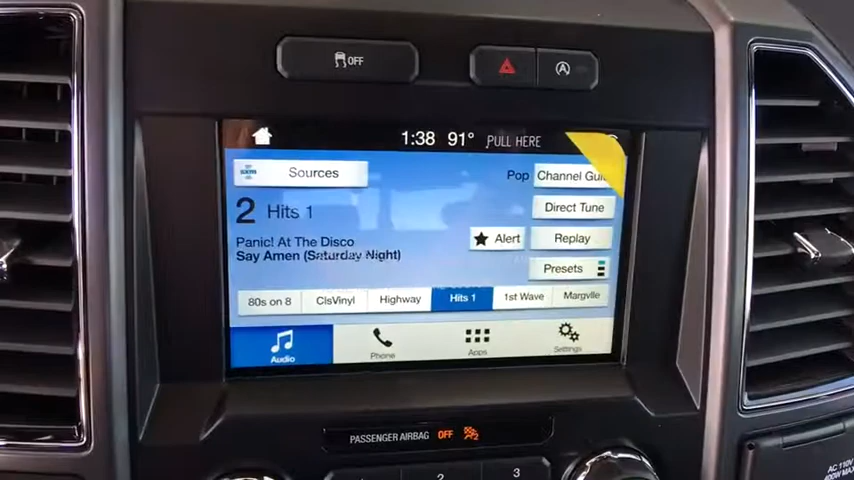 OFF
1:38 91° PULL HERE
SXM Sources
Pop Channel
2 Hits 1
Direct Tune
Panic! At The Disco
Alert Replay
Say Amen (Saturday Night)
Presets
80s on 8 ClsVinyl Highway Hits 1 1st Wave Margvlle
Audio Phone Apps Settings
PASSENGER AIRBAG OFF 2
2 3
AC 110V
400W MAX